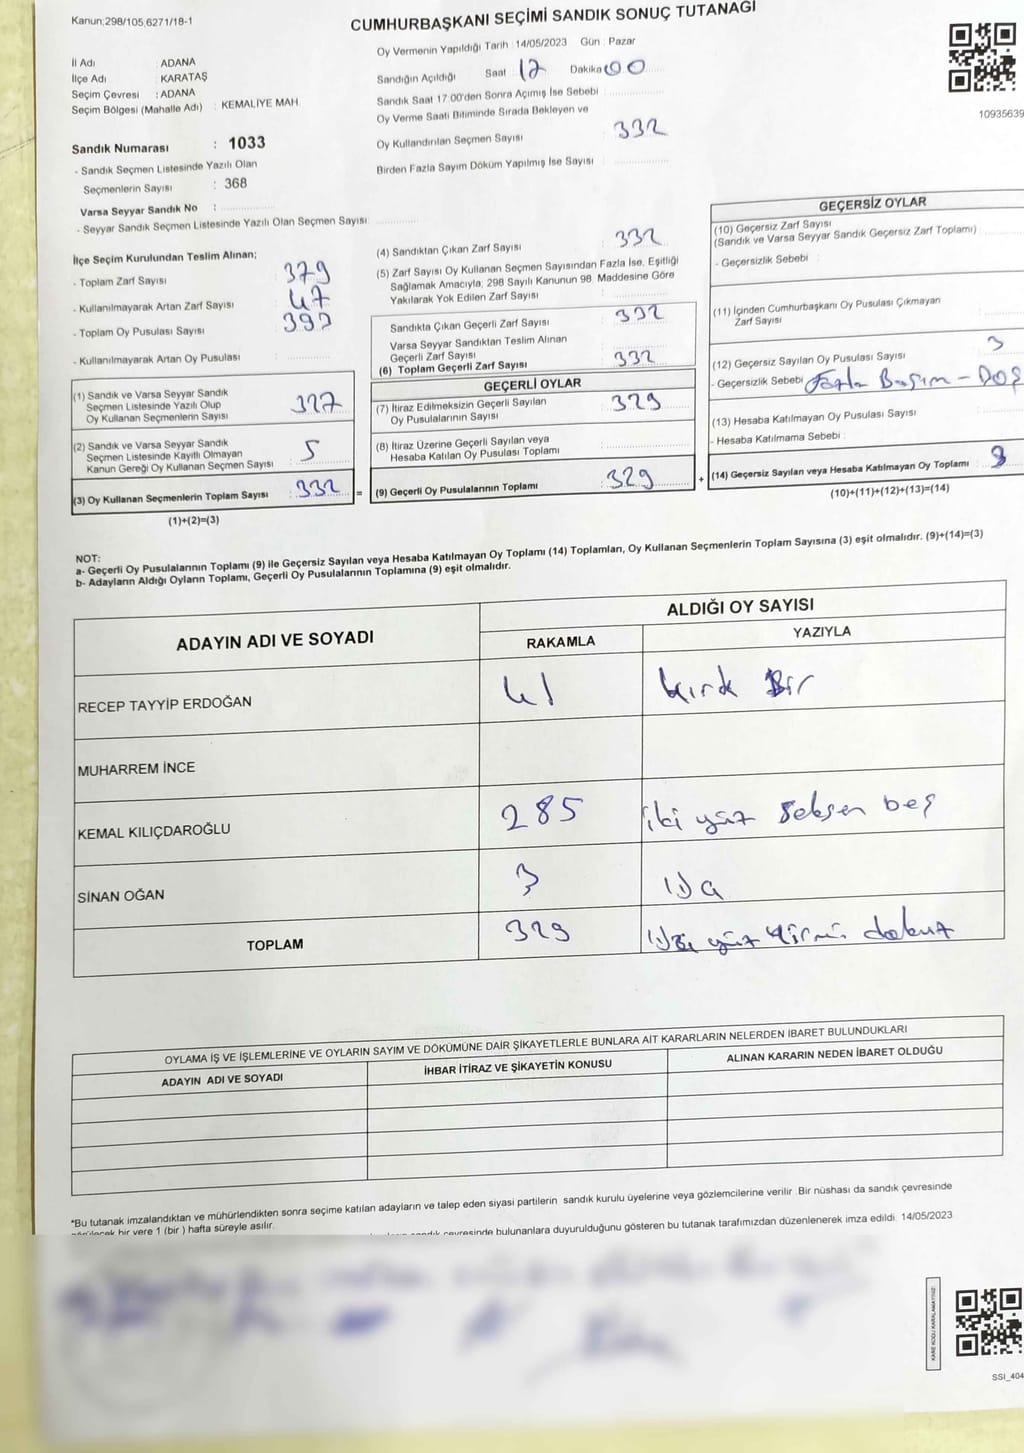 Kanun;298/105,6271/18-1
CUMHURBAŞKANI SEÇİMİ SANDIK SONUÇ TUTANAĞI
Oy Vermenin Yapıldığı Tarih : 14/05/2023 Gün : Pazar
İl Adı : ADANA
İlçe Adı : KARATAŞ
Seçim Çevresi : ADANA
Seçim Bölgesi (Mahalle Adı) : KEMALİYE MAH.
Sandığın Açıldığı Saat 17 Dakika 00
Sandık Saat 17:00'den Sonra Açımış İse Sebebi :
Oy Verme Saati Bitiminde Sırada Bekleyen ve
Oy Kullandırılan Seçmen Sayısı : 332
Birden Fazla Sayım Döküm Yapılmış İse Sayısı :
10935639
Sandık Numarası : 1033
- Sandık Seçmen Listesinde Yazılı Olan
Seçmenlerin Sayısı : 368
Varsa Seyyar Sandık No :
- Seyyar Sandık Seçmen Listesinde Yazılı Olan Seçmen Sayısı:
İlçe Seçim Kurulundan Teslim Alınan;
- Toplam Zarf Sayısı : 379
- Kullanılmayarak Artan Zarf Sayısı : 47
- Toplam Oy Pusulası Sayısı :
- Kullanılmayarak Artan Oy Pusulası :
(1) Sandık ve Varsa Seyyar Sandık
Seçmen Listesinde Yazılı Olup
Oy Kullanan Seçmenlerin Sayısı : 327
(2) Sandık ve Varsa Seyyar Sandık
Seçmen Listesinde Kayıtlı Olmayan
Kanun Gereği Oy Kullanan Seçmen Sayısı : 5
(3) Oy Kullanan Seçmenlerin Toplam Sayısı : 332 =
(1)+(2)=(3)
(4) Sandıktan Çıkan Zarf Sayısı : 332
(5) Zarf Sayısı Oy Kullanan Seçmen Sayısından Fazla İse, Eşitliği
Sağlamak Amacıyla; 298 Sayılı Kanunun 98. Maddesine Göre
Yakılarak Yok Edilen Zarf Sayısı :
Sandıkta Çıkan Geçerli Zarf Sayısı : 332
Varsa Seyyar Sandıktan Teslim Alınan
Geçerli Zarf Sayısı :
(6) Toplam Geçerli Zarf Sayısı : 332
GEÇERLİ OYLAR
(7) İtiraz Edilmeksizin Geçerli Sayılan
Oy Pusulalarının Sayısı : 329
(8) İtiraz Üzerine Geçerli Sayılan veya
Hesaba Katılan Oy Pusulası Toplamı :
(9) Geçerli Oy Pusulalarının Toplamı : 329 +
GEÇERSİZ OYLAR
(10) Geçersiz Zarf Sayısı
(Sandık ve Varsa Seyyar Sandık Geçersiz Zarf Toplamı) :
- Geçersizlik Sebebi :
(11) İçinden Cumhurbaşkanı Oy Pusulası Çıkmayan
Zarf Sayısı :
(12) Geçersiz Sayılan Oy Pusulası Sayısı : 3
- Geçersizlik Sebebi : Fazla Basım - Boş
(13) Hesaba Katılmayan Oy Pusulası Sayısı :
- Hesaba Katılmama Sebebi :
(14) Geçersiz Sayılan veya Hesaba Katılmayan Oy Toplamı : 3
(10)+(11)+(12)+(13)=(14)
NOT:
a- Geçerli Oy Pusulalarının Toplamı (9) ile Geçersiz Sayılan veya Hesaba Katılmayan Oy Toplamı (14) Toplamları, Oy Kullanan Seçmenlerin Toplam Sayısına (3) eşit olmalıdır. (9)+(14)=(3)
b- Adayların Aldığı Oyların Toplamı, Geçerli Oy Pusulalarının Toplamına (9) eşit olmalıdır.
ADAYIN ADI VE SOYADI
ALDIĞI OY SAYISI
RAKAMLA YAZIYLA
RECEP TAYYİP ERDOĞAN 41 kırk Bir
MUHARREM İNCE
KEMAL KILIÇDAROĞLU 285 iki yüz seksen beş
SİNAN OĞAN 3 üç
TOPLAM 329 üç yüz yirmi dokuz
OYLAMA İŞ VE İŞLEMLERİNE VE OYLARIN SAYIM VE DÖKÜMÜNE DAİR ŞİKAYETLERLE BUNLARA AİT KARARLARIN NELERDEN İBARET BULUNDUKLARI
ADAYIN ADI VE SOYADI İHBAR İTİRAZ VE ŞİKAYETİN KONUSU ALINAN KARARIN NEDEN İBARET OLDUĞU
*Bu tutanak imzalandıktan ve mühürlendikten sonra seçime katılan adayların ve talep eden siyasi partilerin sandık kurulu üyelerine veya gözlemcilerine verilir .Bir nüshası da sandık çevresinde
görülecek bir yere 1 (bir ) hafta süreyle asılır.
sandık çevresinde bulunanlara duyurulduğunu gösteren bu tutanak tarafımızdan düzenlenerek imza edildi. 14/05/2023
KARE KODU KARALAMAYINIZ!
SSI_404